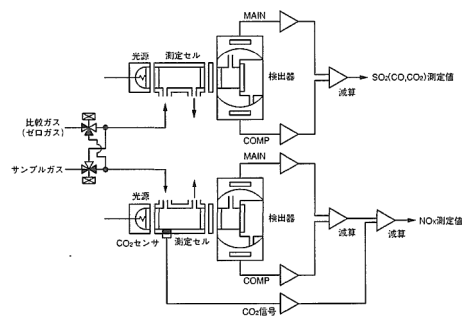 MAIN
光源
測定セル
検出器
減算
SO₂(CO,CO₂)測定値
比較ガス
(ゼロガス)
COMP
サンプルガス
MAIN
光源
検出器
減算
減算
NOx測定値
CO₂センサ
測定セル
COMP
CO₂信号